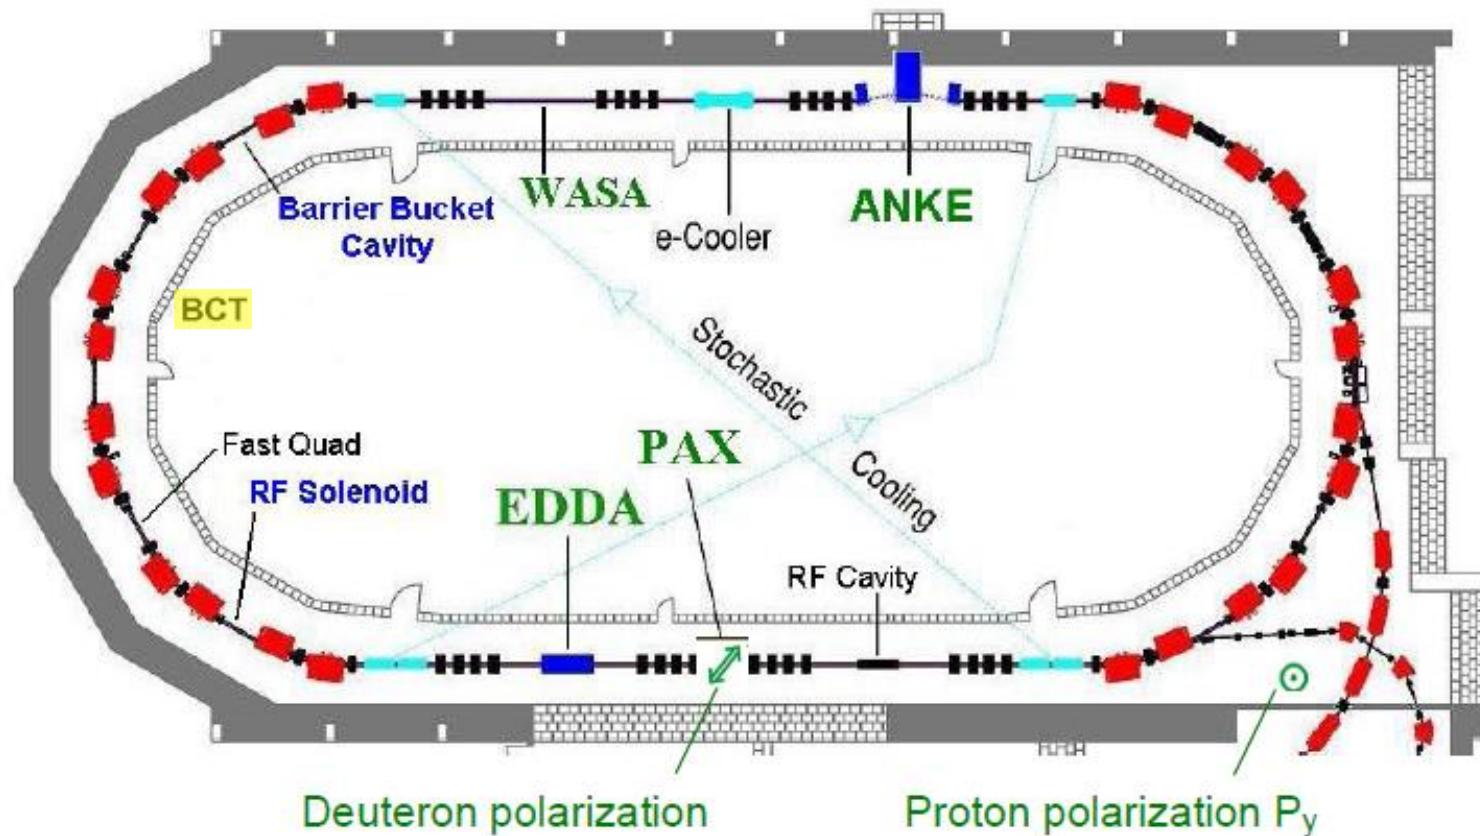 WASA
ANKE
Barrier Bucket
Cavity
e-Cooler
BCT
Stochastic
Cooling
Fast Quad
PAX
RF Solenoid
EDDA
RF Cavity
Deuteron polarization
Proton polarization Py